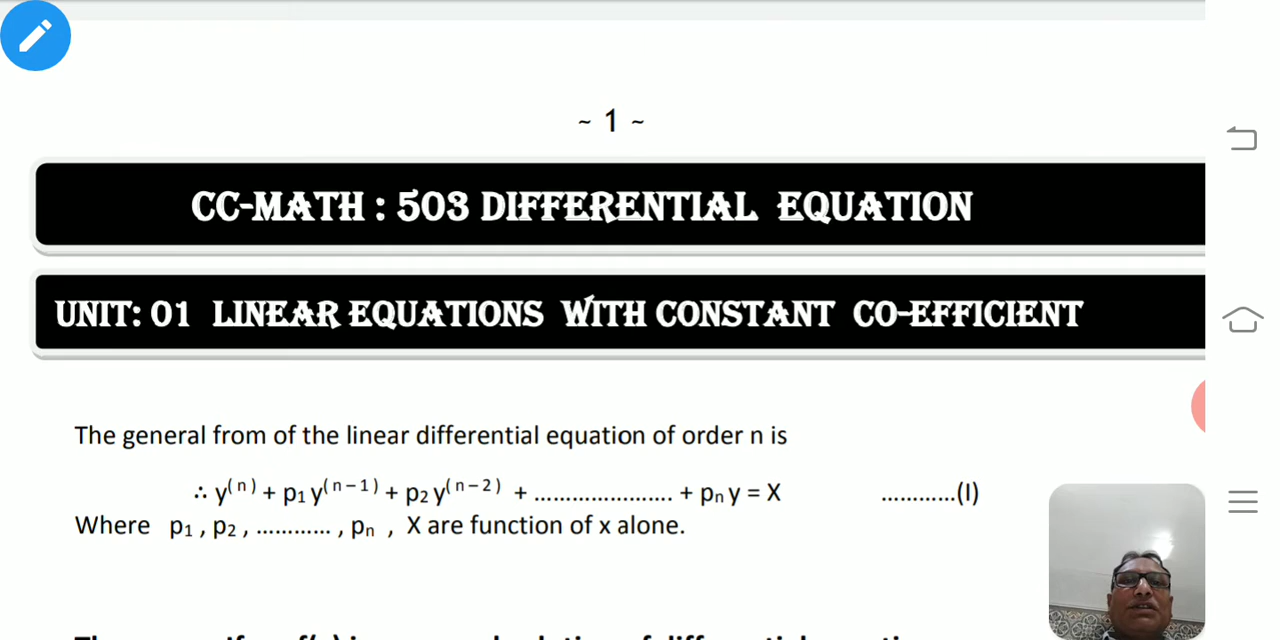 ~ 1 ~
CC-MATH : 503 DIFFERENTIAL EQUATION
UNIT: 01 LINEAR EQUATIONS WITH CONSTANT CO-EFFICIENT
The general from of the linear differential equation of order n is
∴ y⁽ⁿ⁾ + p₁ y⁽ⁿ⁻¹⁾ + p₂ y⁽ⁿ⁻²⁾ + ...................... + pₙ y = X ............(I)
Where p₁ , p₂ , ............ , pₙ , X are function of x alone.